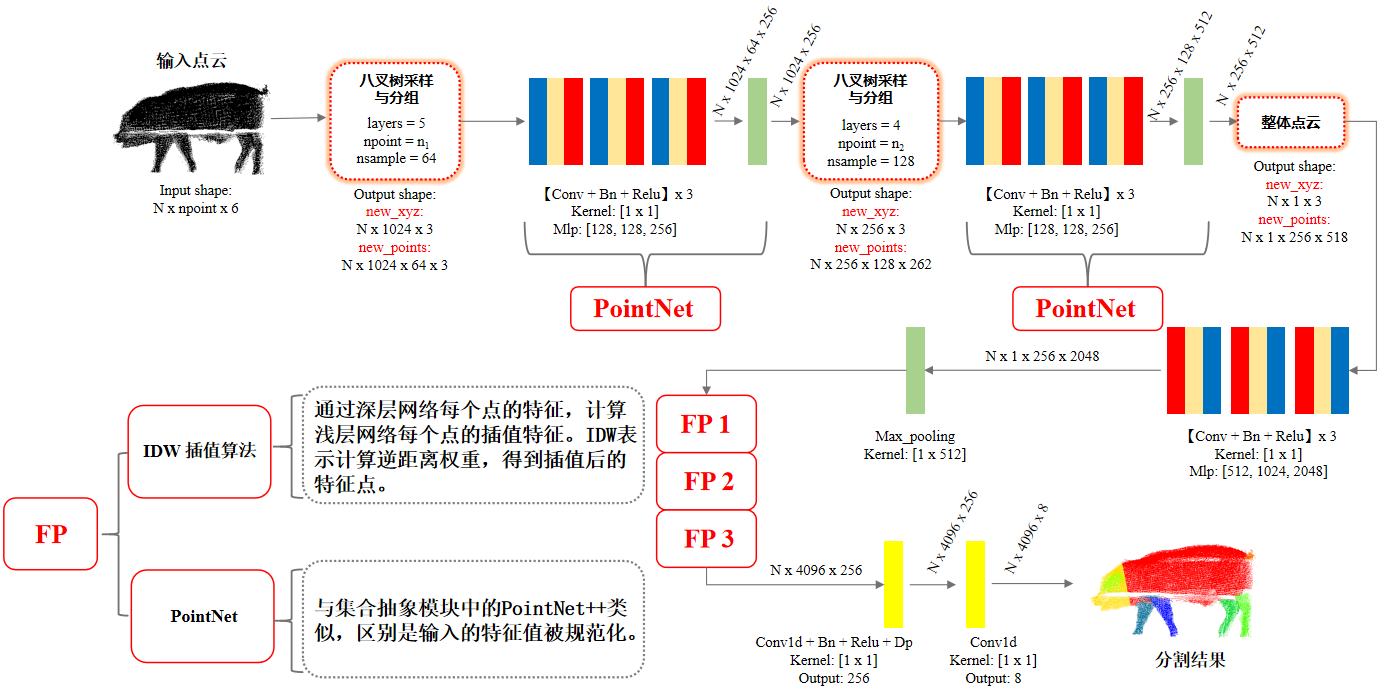 输入点云
Input shape:
N x npoint x 6
八叉树采样
与分组
layers = 5
npoint = n₁
nsample = 64
Output shape:
new_xyz:
N x 1024 x 3
new_points:
N x 1024 x 64 x 3
【Conv + Bn + Relu】x 3
Kernel: [1 x 1]
Mlp: [128, 128, 256]
PointNet
N x 1024 x 64 x 256
N x 1024 x 256
八叉树采样
与分组
layers = 4
npoint = n₂
nsample = 128
Output shape:
new_xyz:
N x 256 x 3
new_points:
N x 256 x 128 x 262
【Conv + Bn + Relu】x 3
Kernel: [1 x 1]
Mlp: [128, 128, 256]
PointNet
N x 256 x 128 x 512
N x 256 x 512
整体点云
Output shape:
new_xyz:
N x 1 x 3
new_points:
N x 1 x 256 x 518
【Conv + Bn + Relu】x 3
Kernel: [1 x 1]
Mlp: [512, 1024, 2048]
N x 1 x 256 x 2048
Max_pooling
Kernel: [1 x 512]
FP 1
FP 2
FP 3
N x 4096 x 256
Conv1d + Bn + Relu + Dp
Kernel: [1 x 1]
Output: 256
N x 4096 x 256
Conv1d
Kernel: [1 x 1]
Output: 8
N x 4096 x 8
分割结果
FP
IDW 插值算法
通过深层网络每个点的特征，计算
浅层网络每个点的插值特征。IDW表
示计算逆距离权重，得到插值后的
特征点。
PointNet
与集合抽象模块中的PointNet++类
似，区别是输入的特征值被规范化。